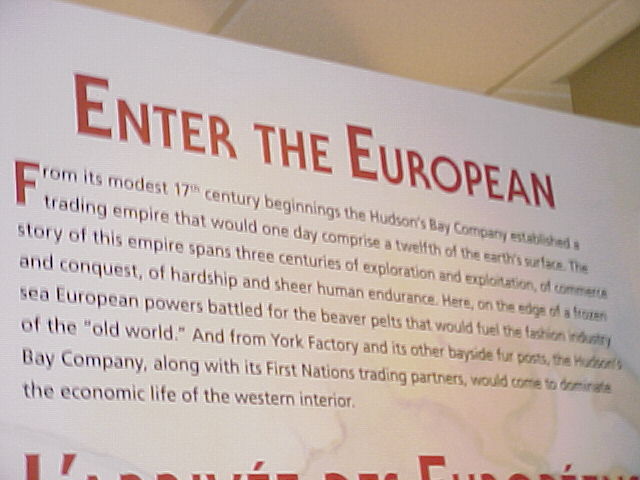 ENTER THE EUROPEAN
From its modest 17th century beginnings the Hudson's Bay Company established a
trading empire that would one day comprise a twelfth of the earth's surface. The
story of this empire spans three centuries of exploration and exploitation, of commerce
and conquest, of hardship and sheer human endurance. Here, on the edge of a frozen
sea European powers battled for the beaver pelts that would fuel the fashion industry
of the "old world." And from York Factory and its other bayside fur posts, the Hudson's
Bay Company, along with its First Nations trading partners, would come to dominate
the economic life of the western interior.
L'ARRIVÉE DES EUROPÉENS